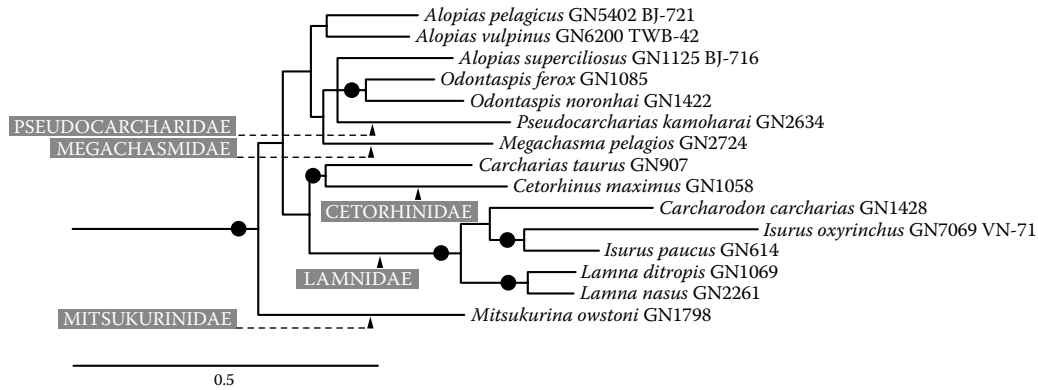 Alopias pelagicus GN5402 BJ-721
Alopias vulpinus GN6200 TWB-42
Alopias superciliosus GN1125 BJ-716
Odontaspis ferox GN1085
Odontaspis noronhai GN1422
Pseudocarcharias kamoharai GN2634
PSEUDOCARCHARIDAE
Megachasma pelagios GN2724
MEGACHASMIDAE
Carcharias taurus GN907
Cetorhinus maximus GN1058
CETORHINIDAE
Carcharodon carcharias GN1428
Isurus oxyrinchus GN7069 VN-71
Isurus paucus GN614
LAMNIDAE
Lamna ditropis GN1069
Lamna nasus GN2261
Mitsukurina owstoni GN1798
MITSUKURINIDAE
0.5